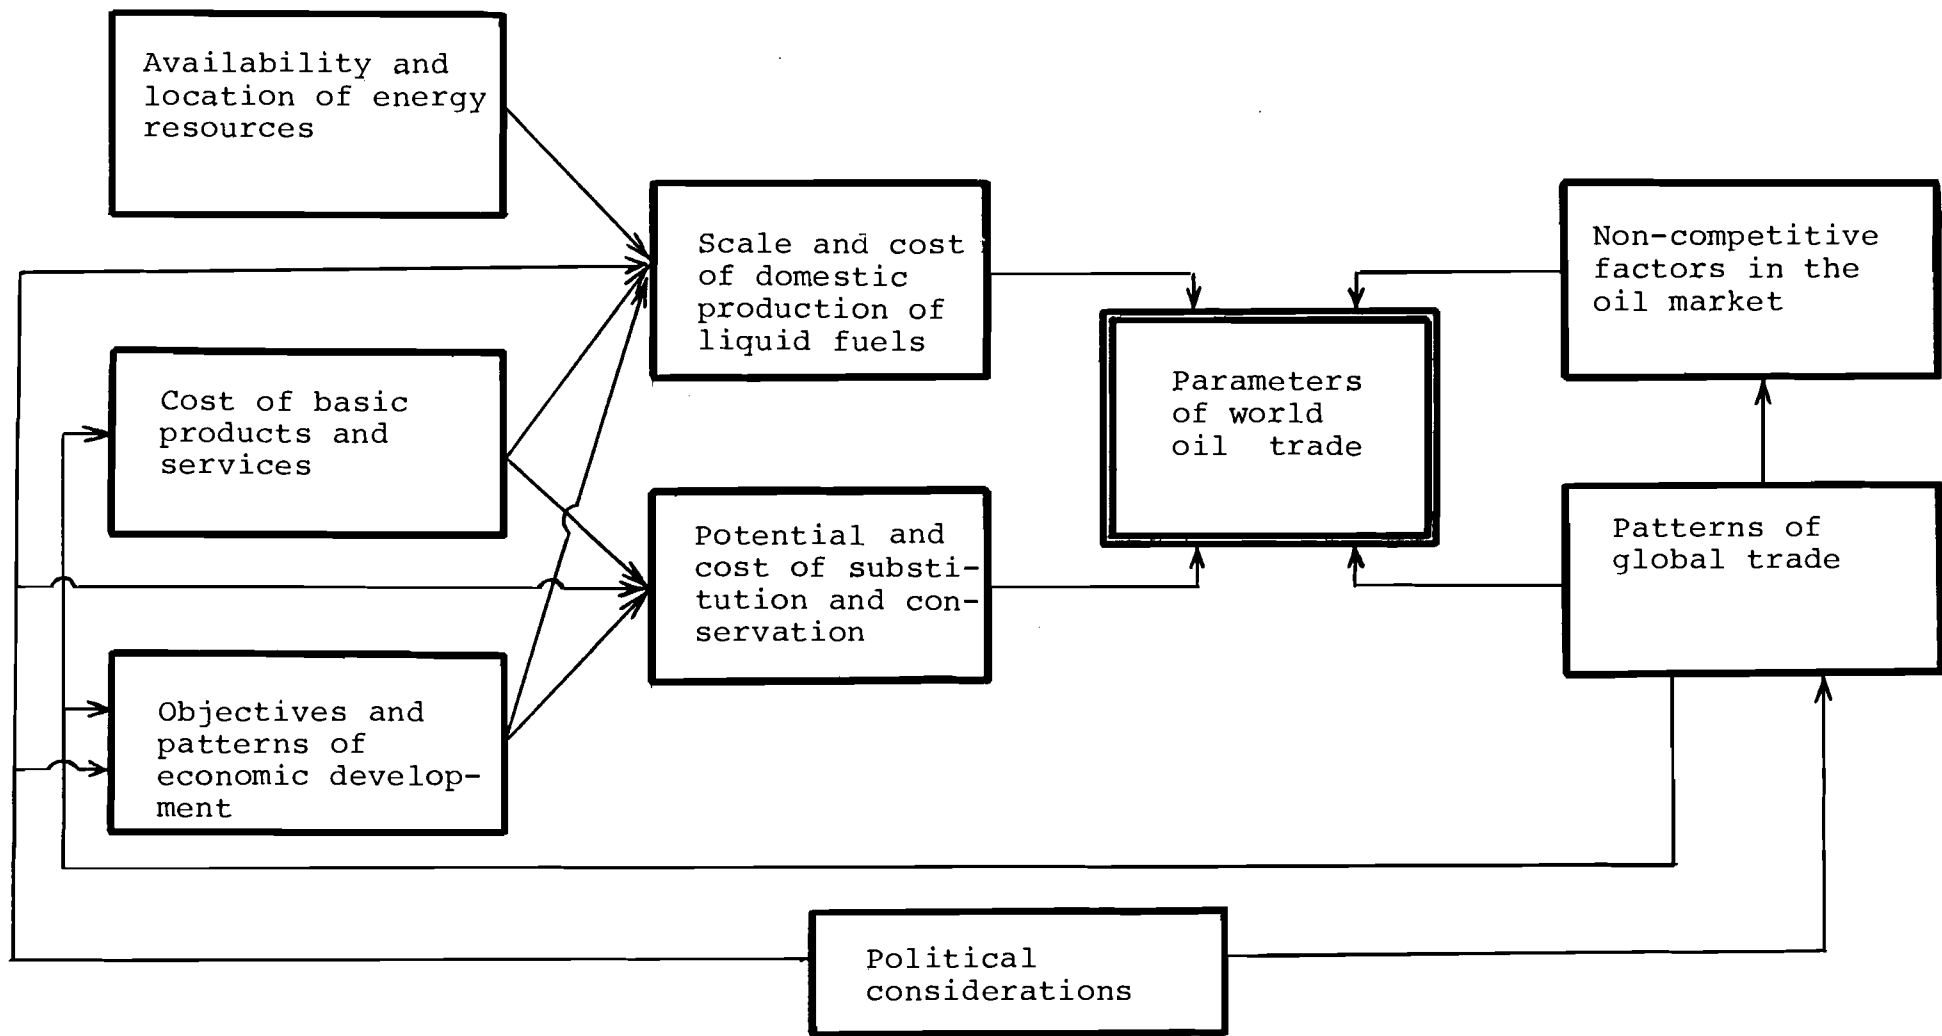 Availability and
location of energy
resources
Scale and cost
of domestic
production of
liquid fuels
Non-competitive
factors in the
oil market
Cost of basic
products and
services
Parameters
of world
oil trade
Potential and
cost of substi-
tution and con-
servation
Patterns of
global trade
Objectives and
patterns of
economic develop-
ment
Political
considerations